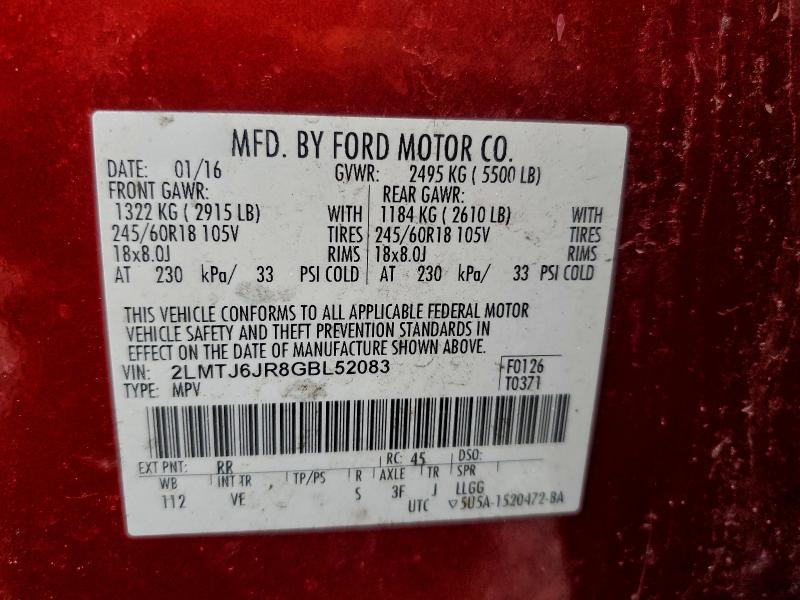 MFD. BY FORD MOTOR CO.
DATE: 01/16 GVWR: 2495 KG ( 5500 LB)
FRONT GAWR: REAR GAWR:
1322 KG ( 2915 LB) WITH 1184 KG ( 2610 LB) WITH
245/60R18 105V TIRES 245/60R18 105V TIRES
18x8.0J RIMS 18x8.0J RIMS
AT 230 kPa/ 33 PSI COLD AT 230 kPa/ 33 PSI COLD
THIS VEHICLE CONFORMS TO ALL APPLICABLE FEDERAL MOTOR
VEHICLE SAFETY AND THEFT PREVENTION STANDARDS IN
EFFECT ON THE DATE OF MANUFACTURE SHOWN ABOVE.
VIN: 2LMTJ6JR8GBL52083 F0126
TYPE: MPV T0371
EXT PNT: RR RC: 45 DSO:
WB INT TR TP/PS R AXLE TR SPR
112 VE S 3F J LLGG
UTC ▽5U5A-1520472-BA